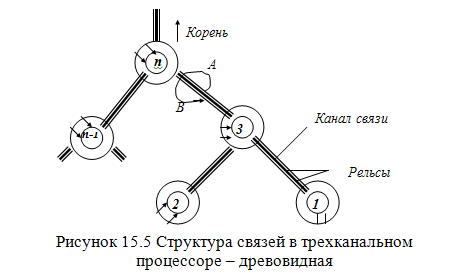 Корень
n
A
B
3
n-1
Канал связи
Рельсы
2
1
Рисунок 15.5 Структура связей в трехканальном
процессоре – древовидная